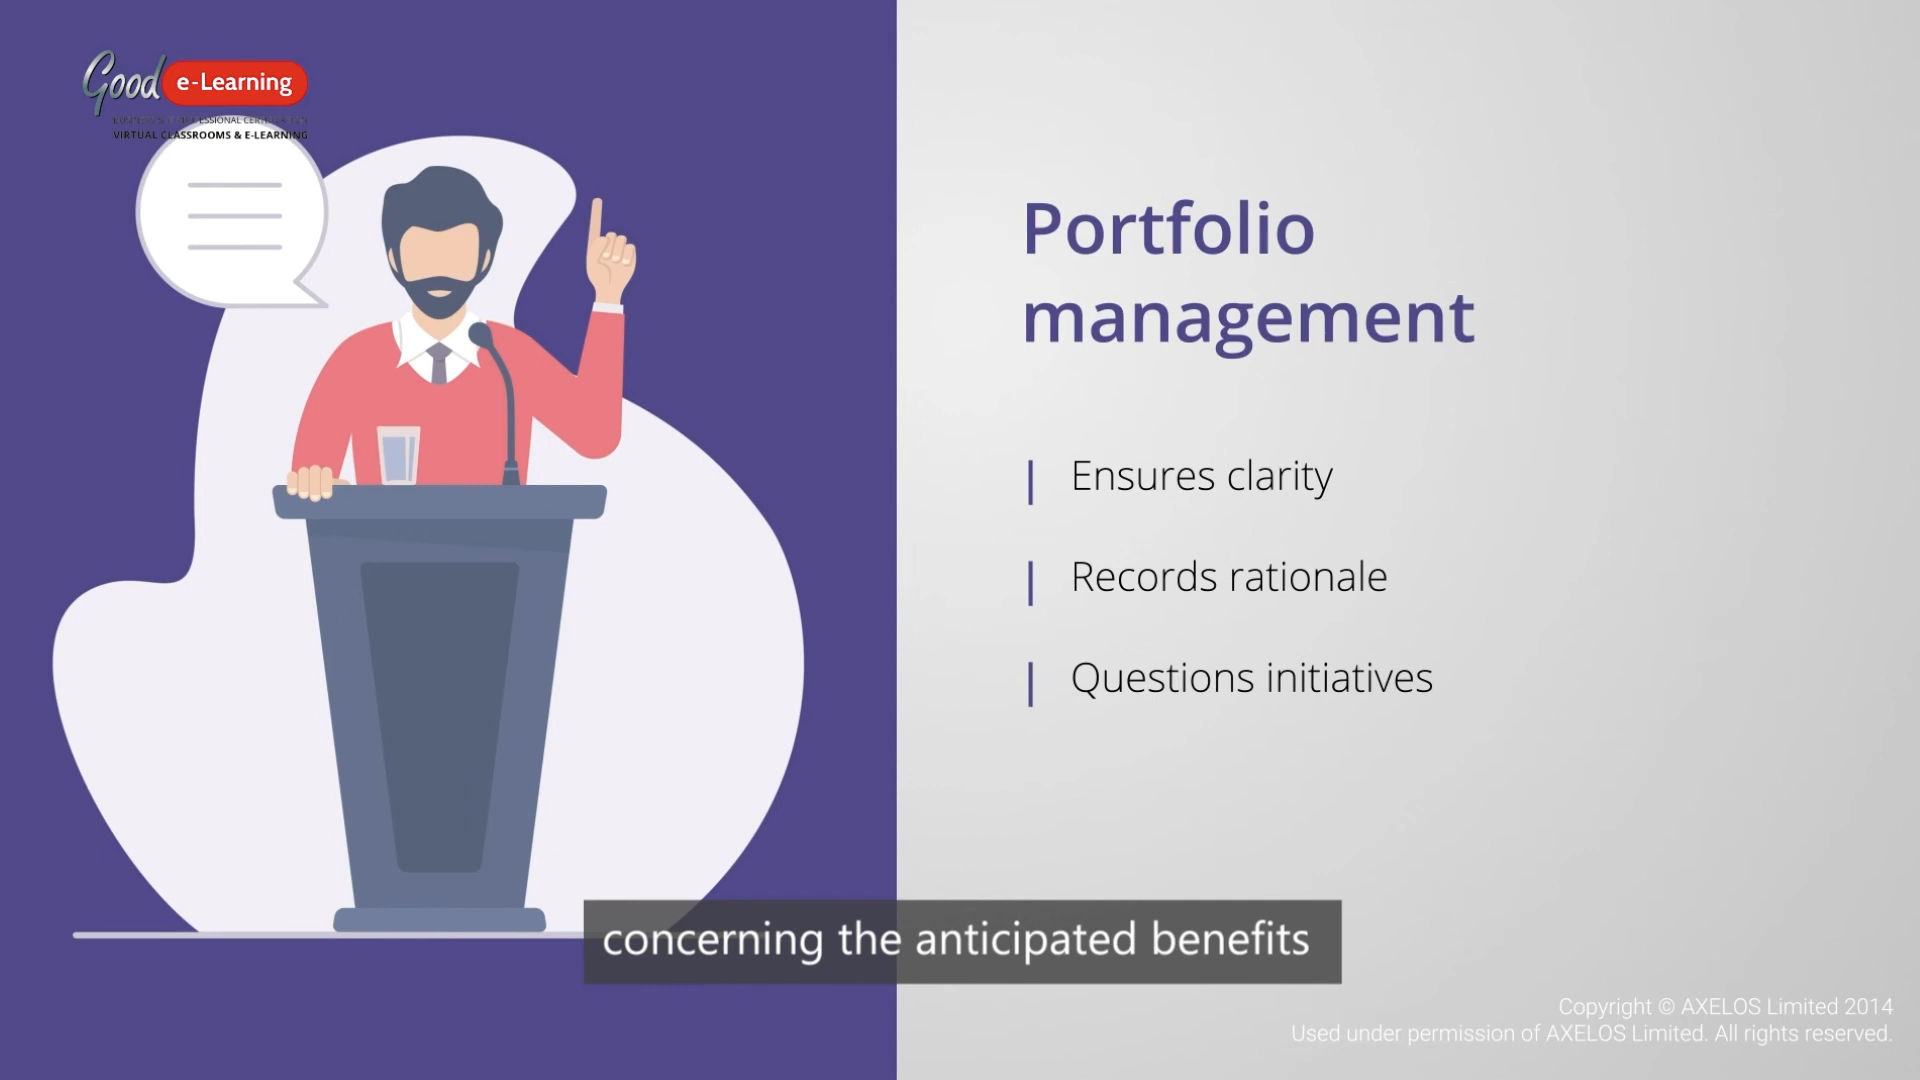 Good e-Learning
VIRTUAL CLASSROOMS & E-LEARNING
Portfolio
management
Ensures clarity
Records rationale
Questions initiatives
concerning the anticipated benefits
Copyright © AXELOS Limited 2014
Used under permission of AXELOS Limited. All rights reserved.